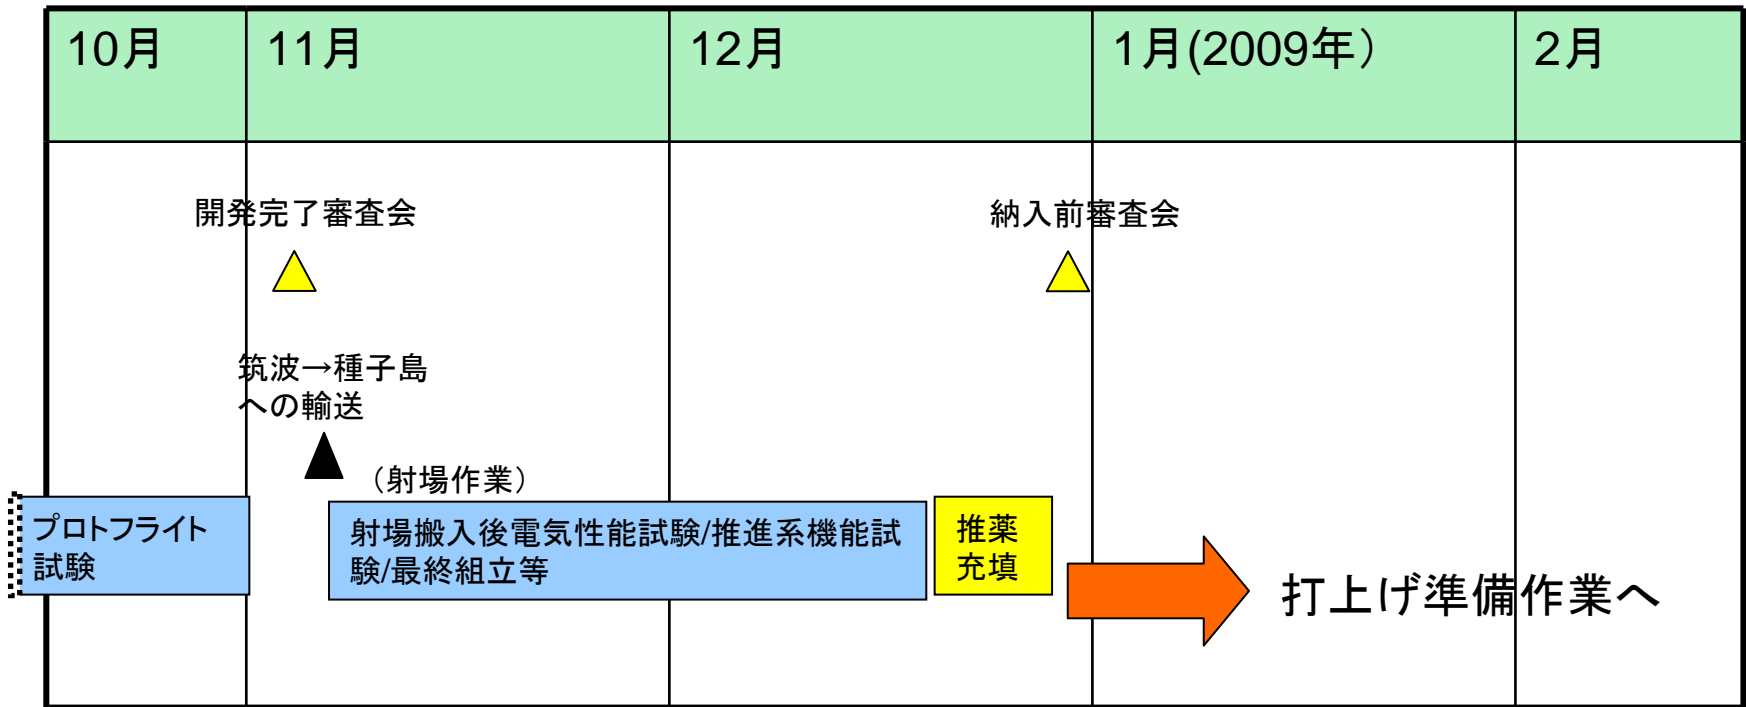 10月
11月
12月
1月(2009年）
2月
開発完了審査会
納入前審査会
筑波→種子島
への輸送
（射場作業）
プロトフライト
試験
射場搬入後電気性能試験/推進系機能試
験/最終組立等
推薬
充填
打上げ準備作業へ